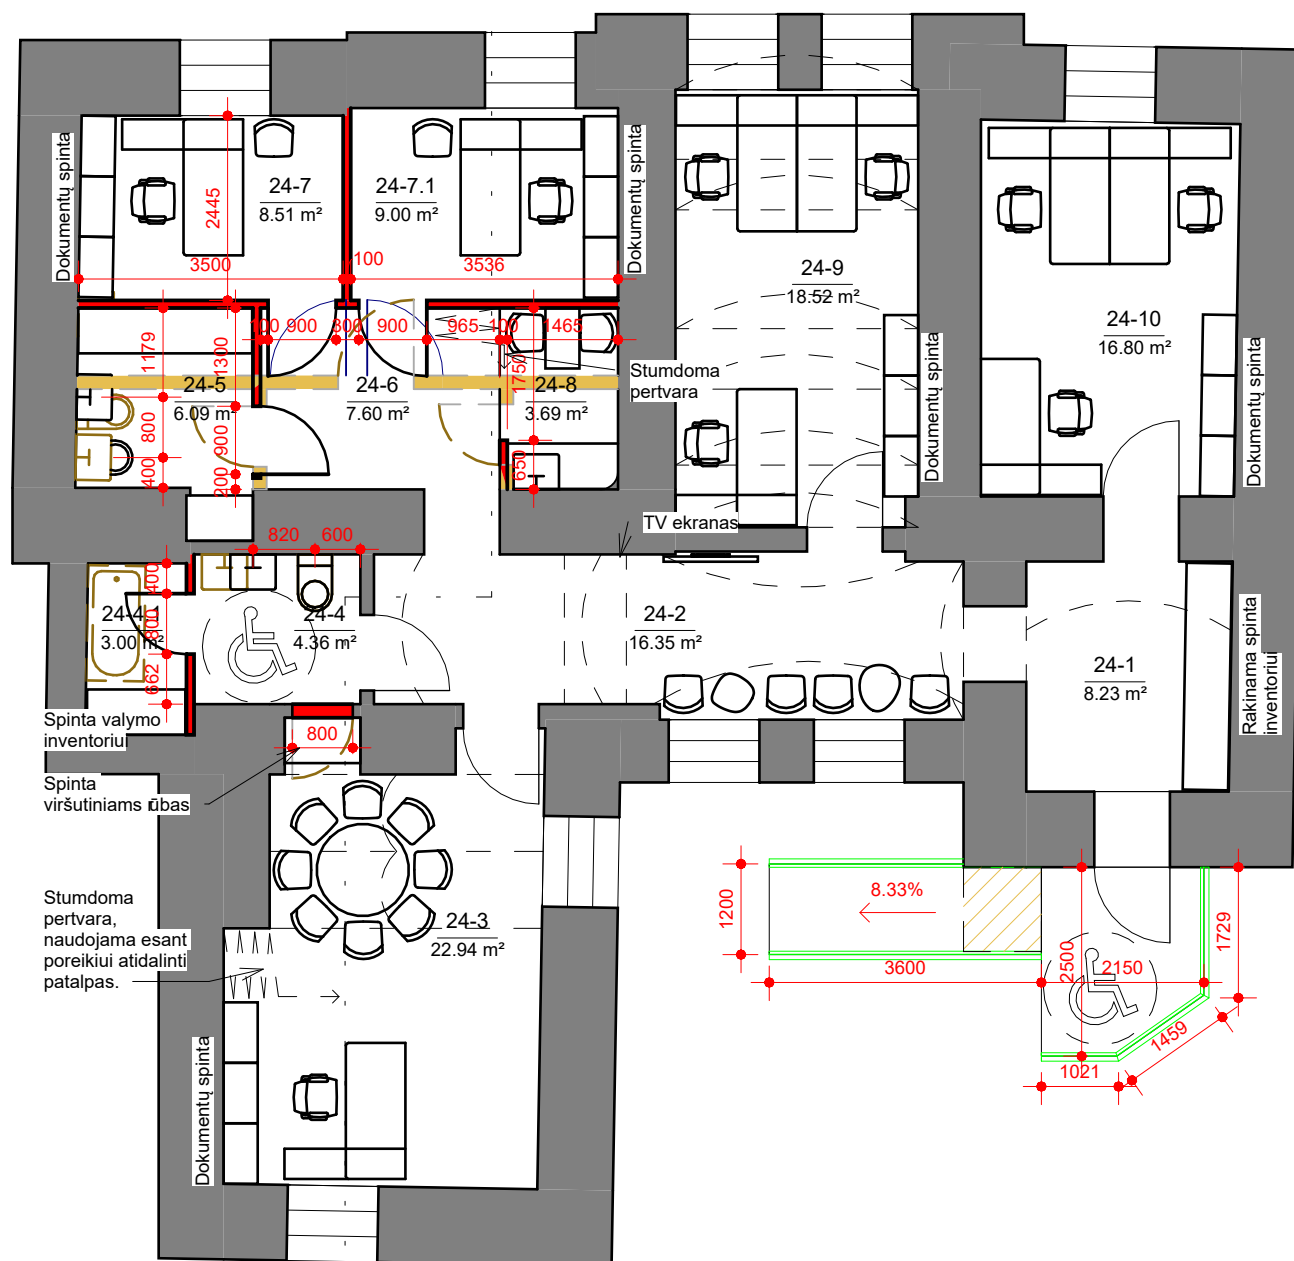 Dokumentų spinta
24-7
8.51 m²
2445
3500
100
24-7.1
9.00 m²
3536
Dokumentų spinta
24-9
18.52 m²
Dokumentų spinta
24-10
16.80 m²
Dokumentų spinta
100
900
300
900
965
100
1465
1179
1300
1750
24-5
6.09 m²
24-6
7.60 m²
24-8
3.69 m²
Stumdoma
pertvara
800
900
400
200
650
TV ekranas
820
600
400
24-4.1
3.00 m²
800
662
24-4
4.36 m²
24-2
16.35 m²
24-1
8.23 m²
Rakinama spinta
inventoriui
Spinta valymo
inventoriui
800
Spinta
viršutiniams rūbas
Stumdoma
pertvara,
naudojama esant
poreikiui atidalinti
patalpas.
24-3
22.94 m²
Dokumentų spinta
1200
8.33%
3600
2500
2150
1729
1459
1021